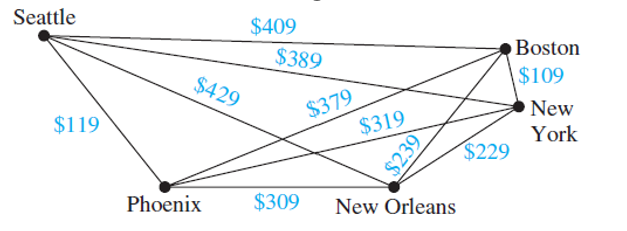 Seattle
$409
Boston
$389
$109
$429
$379
New
York
$119
$319
$239
$229
Phoenix
$309
New Orleans